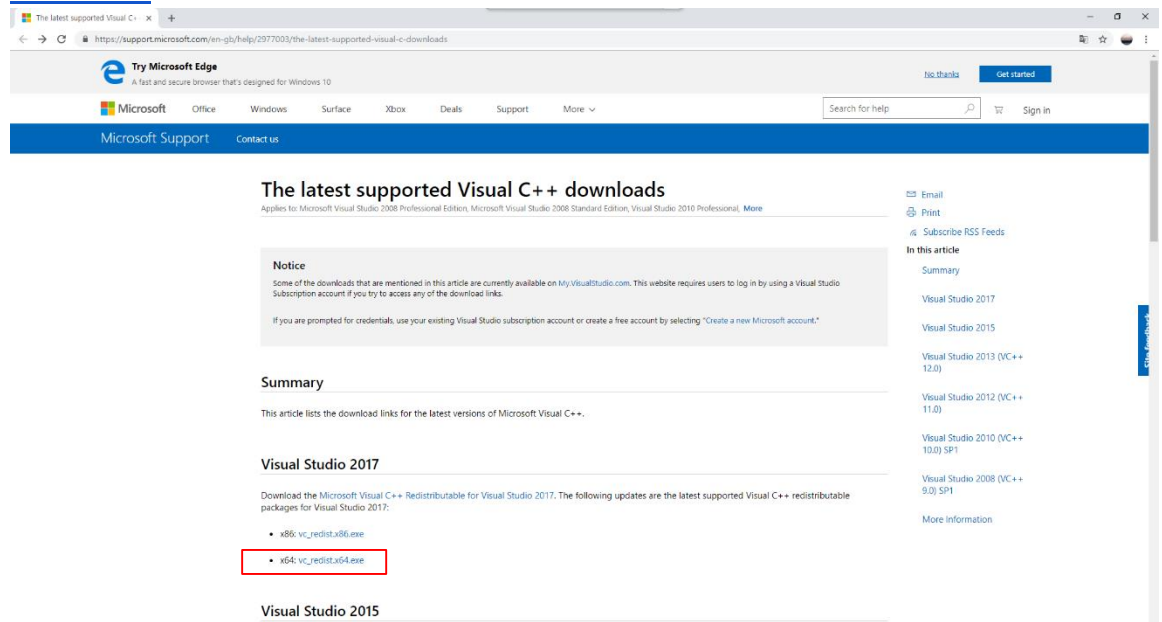 The latest supported Visual C+
https://support.microsoft.com/en-gb/help/2977003/the-latest-supported-visual-c-downloads
Try Microsoft Edge
A fast and secure browser that's designed for Windows 10
No thanks
Get started
Microsoft
Office
Windows
Surface
Xbox
Deals
Support
More
Search for help
Sign in
Microsoft Support
Contact us
The latest supported Visual C++ downloads
Applies to: Microsoft Visual Studio 2008 Professional Edition, Microsoft Visual Studio 2008 Standard Edition, Visual Studio 2010 Professional, More
Notice
Some of the downloads that are mentioned in this article are currently available on My.VisualStudio.com. This website requires users to log in by using a Visual Studio
Subscription account if you try to access any of the download links.
If you are prompted for credentials, use your existing Visual Studio subscription account or create a free account by selecting "Create a new Microsoft account."
Summary
This article lists the download links for the latest versions of Microsoft Visual C++.
Visual Studio 2017
Download the Microsoft Visual C++ Redistributable for Visual Studio 2017. The following updates are the latest supported Visual C++ redistributable
packages for Visual Studio 2017:
• x86: vc_redist.x86.exe
• x64: vc_redist.x64.exe
Visual Studio 2015
Email
Print
Subscribe RSS Feeds
In this article
Summary
Visual Studio 2017
Visual Studio 2015
Visual Studio 2013 (VC++
12.0)
Visual Studio 2012 (VC++
11.0)
Visual Studio 2010 (VC++
10.0) SP1
Visual Studio 2008 (VC++
9.0) SP1
More Information
Site feedback